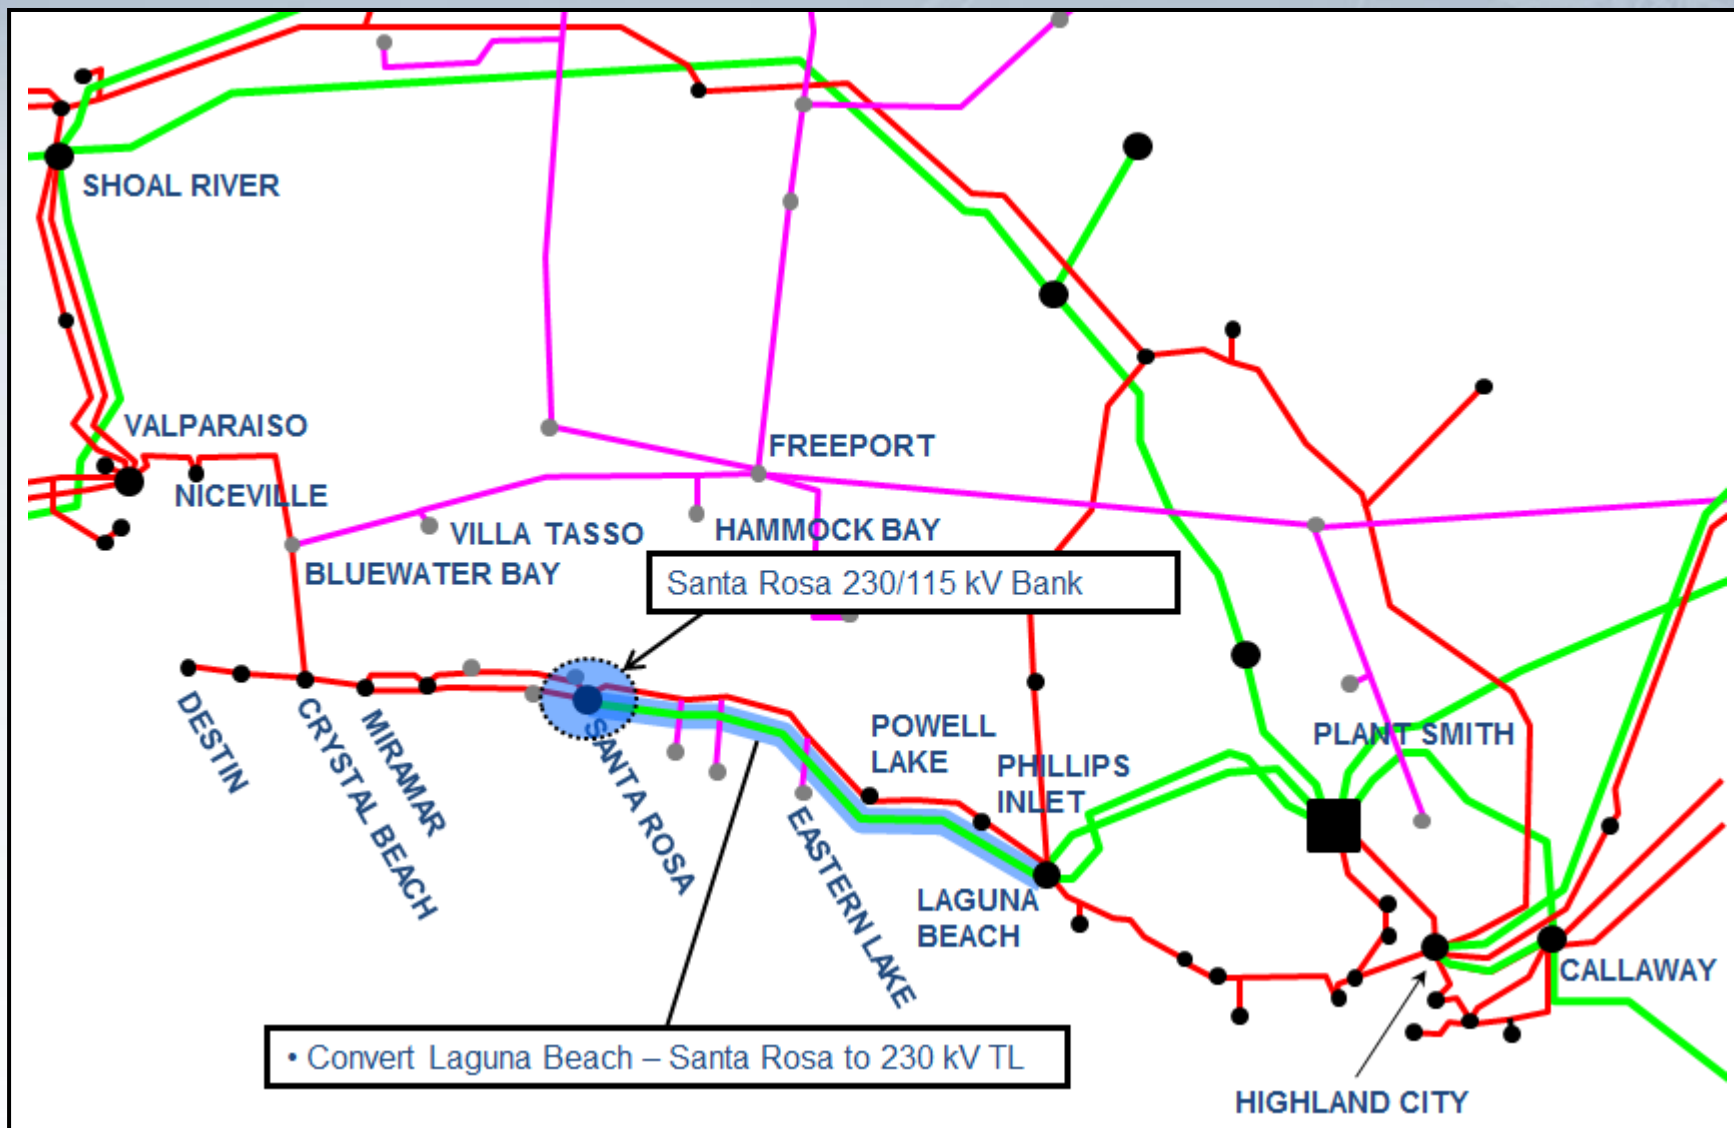 SHOAL RIVER
VALPARAISO
FREEPORT
NICEVILLE
VILLA TASSO
HAMMOCK BAY
BLUEWATER BAY
Santa Rosa 230/115 kV Bank
DESTIN
CRYSTAL BEACH
MIRAMAR
SANTA ROSA
EASTERN LAKE
POWELL
LAKE
PHILLIPS
INLET
PLANT SMITH
LAGUNA
BEACH
CALLAWAY
• Convert Laguna Beach – Santa Rosa to 230 kV TL
HIGHLAND CITY